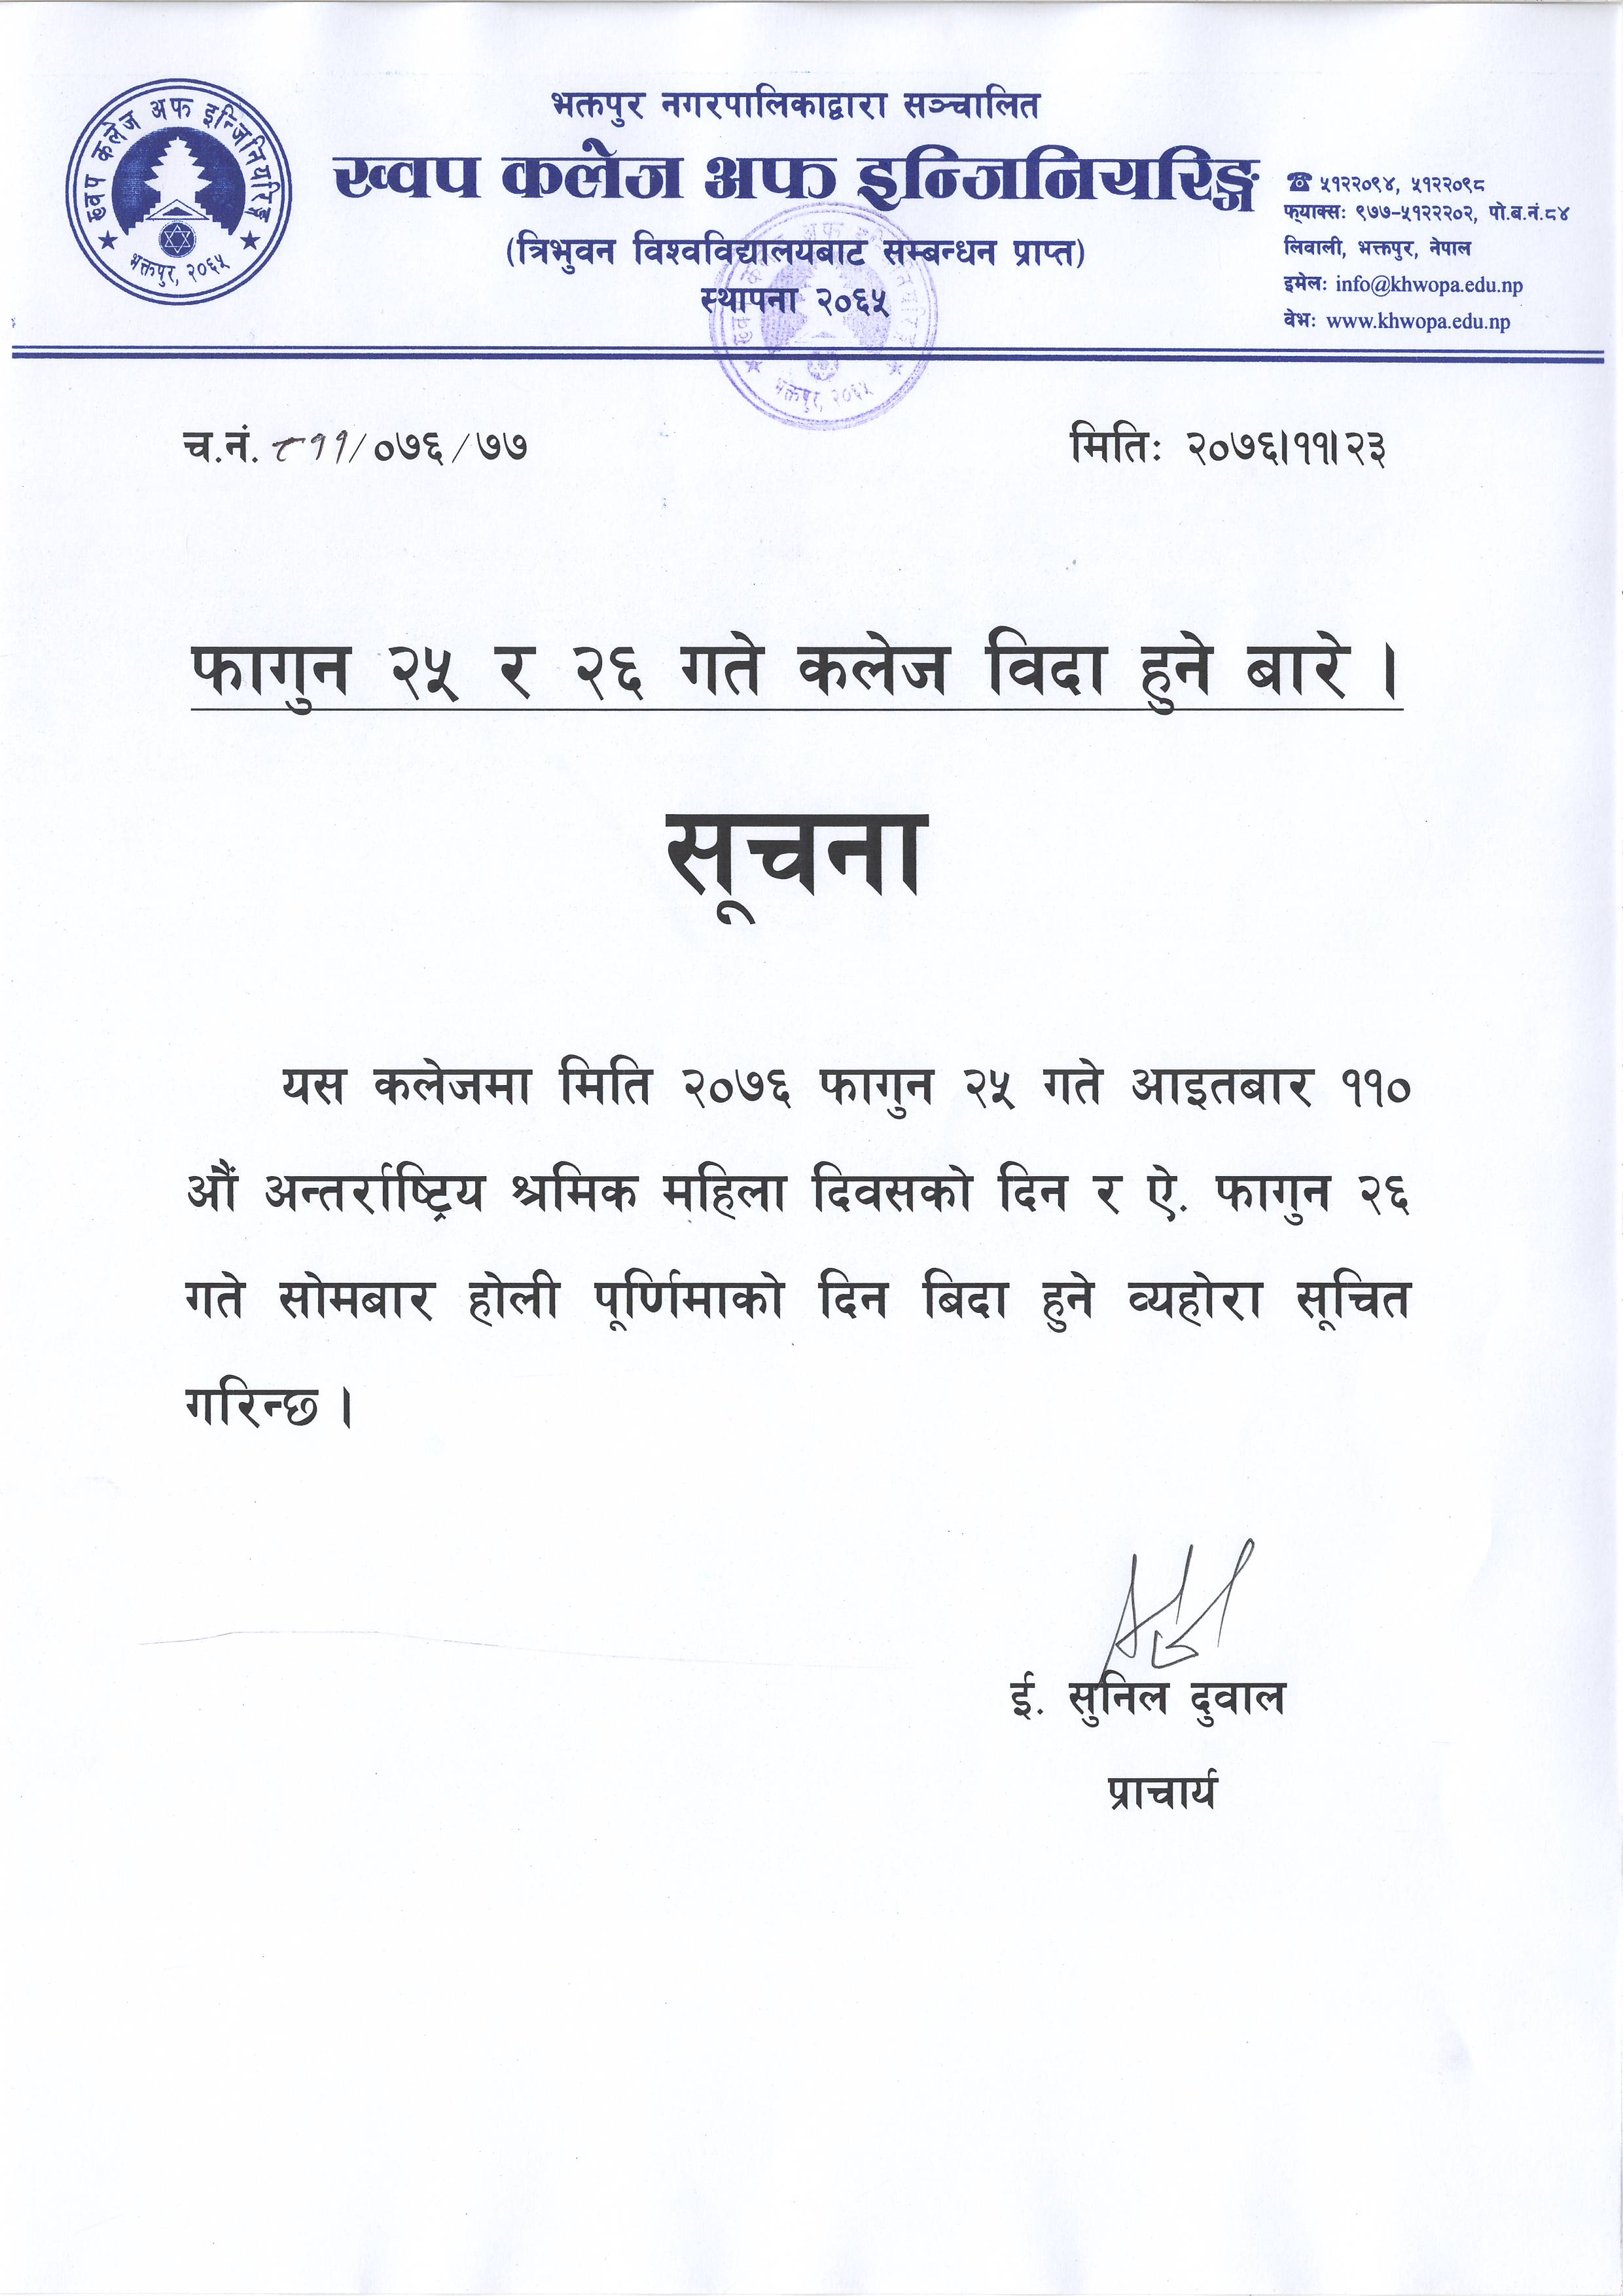 ख्वप कलेज अफ इन्जिनियरिङ्ग
भक्तपुर, २०६५
भक्तपुर नगरपालिकाद्वारा सञ्चालित
ख्वप कलेज अफ इन्जिनियरिङ्ग
(त्रिभुवन विश्वविद्यालयबाट सम्बन्धन प्राप्त)
स्थापना २०६५
☎ ५१२२०९४, ५१२२०९८
फ्याक्स: ९७७-५१२२२०२, पो.ब.नं.८४
लिवाली, भक्तपुर, नेपाल
इमेल: info@khwopa.edu.np
वेभ: www.khwopa.edu.np
भक्तपुर, २०६५
च.नं. ८११/०७६/७७
मिति: २०७६।११।२३
फागुन २५ र २६ गते कलेज विदा हुने बारे ।
सूचना
यस कलेजमा मिति २०७६ फागुन २५ गते आइतबार ११०
औं अन्तर्राष्ट्रिय श्रमिक महिला दिवसको दिन र ऐ. फागुन २६
गते सोमबार होली पूर्णिमाको दिन बिदा हुने व्यहोरा सूचित
गरिन्छ ।
ई. सुनिल दुवाल
प्राचार्य